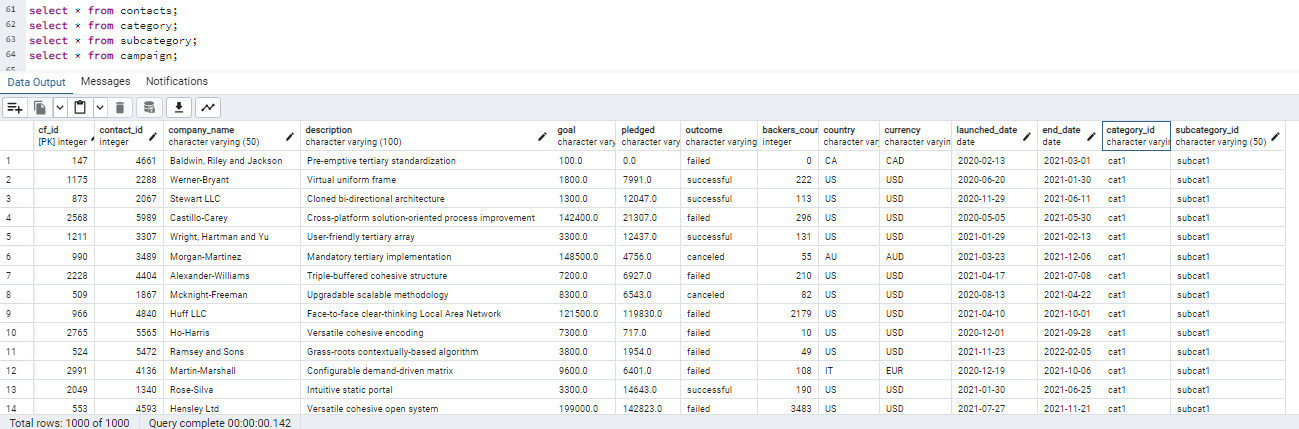 61 select * from contacts;
62 select * from category;
63 select * from subcategory;
64 select * from campaign;
65
Data Output Messages Notifications
cf_id contact_id company_name description goal pledged outcome backers_cour country currency launched_date end_date category_id subcategory_id
[PK] integer integer character varying (50) character varying (100) character vary character vary character varying integer character var character varyin date date character varyin character varying (50)
1 147 4661 Baldwin, Riley and Jackson Pre-emptive tertiary standardization 100.0 0.0 failed 0 CA CAD 2020-02-13 2021-03-01 cat1 subcat1
2 1175 2288 Werner-Bryant Virtual uniform frame 1800.0 7991.0 successful 222 US USD 2020-06-20 2021-01-30 cat1 subcat1
3 873 2067 Stewart LLC Cloned bi-directional architecture 1300.0 12047.0 successful 113 US USD 2020-11-29 2021-06-11 cat1 subcat1
4 2568 5989 Castillo-Carey Cross-platform solution-oriented process improvement 142400.0 21307.0 failed 296 US USD 2020-05-05 2021-05-30 cat1 subcat1
5 1211 3307 Wright, Hartman and Yu User-friendly tertiary array 3300.0 12437.0 successful 131 US USD 2021-01-29 2021-02-13 cat1 subcat1
6 990 3489 Morgan-Martinez Mandatory tertiary implementation 148500.0 4756.0 canceled 55 AU AUD 2021-03-23 2021-12-06 cat1 subcat1
7 2228 4404 Alexander-Williams Triple-buffered cohesive structure 7200.0 6927.0 failed 210 US USD 2021-04-17 2021-07-08 cat1 subcat1
8 509 1867 Mcknight-Freeman Upgradable scalable methodology 8300.0 6543.0 canceled 82 US USD 2020-08-13 2021-04-22 cat1 subcat1
9 966 4840 Huff LLC Face-to-face clear-thinking Local Area Network 121500.0 119830.0 failed 2179 US USD 2021-04-10 2021-10-01 cat1 subcat1
10 2765 5565 Ho-Harris Versatile cohesive encoding 7300.0 717.0 failed 10 US USD 2020-12-01 2021-09-28 cat1 subcat1
11 524 5472 Ramsey and Sons Grass-roots contextually-based algorithm 3800.0 1954.0 failed 49 US USD 2021-11-23 2022-02-05 cat1 subcat1
12 2991 4136 Martin-Marshall Configurable demand-driven matrix 9600.0 6401.0 failed 108 IT EUR 2020-12-19 2021-10-06 cat1 subcat1
13 2049 1340 Rose-Silva Intuitive static portal 3300.0 14643.0 successful 190 US USD 2021-01-30 2021-06-25 cat1 subcat1
14 553 4593 Hensley Ltd Versatile cohesive open system 199000.0 142823.0 failed 3483 US USD 2021-07-27 2021-11-21 cat1 subcat1
Total rows: 1000 of 1000 Query complete 00:00:00.142